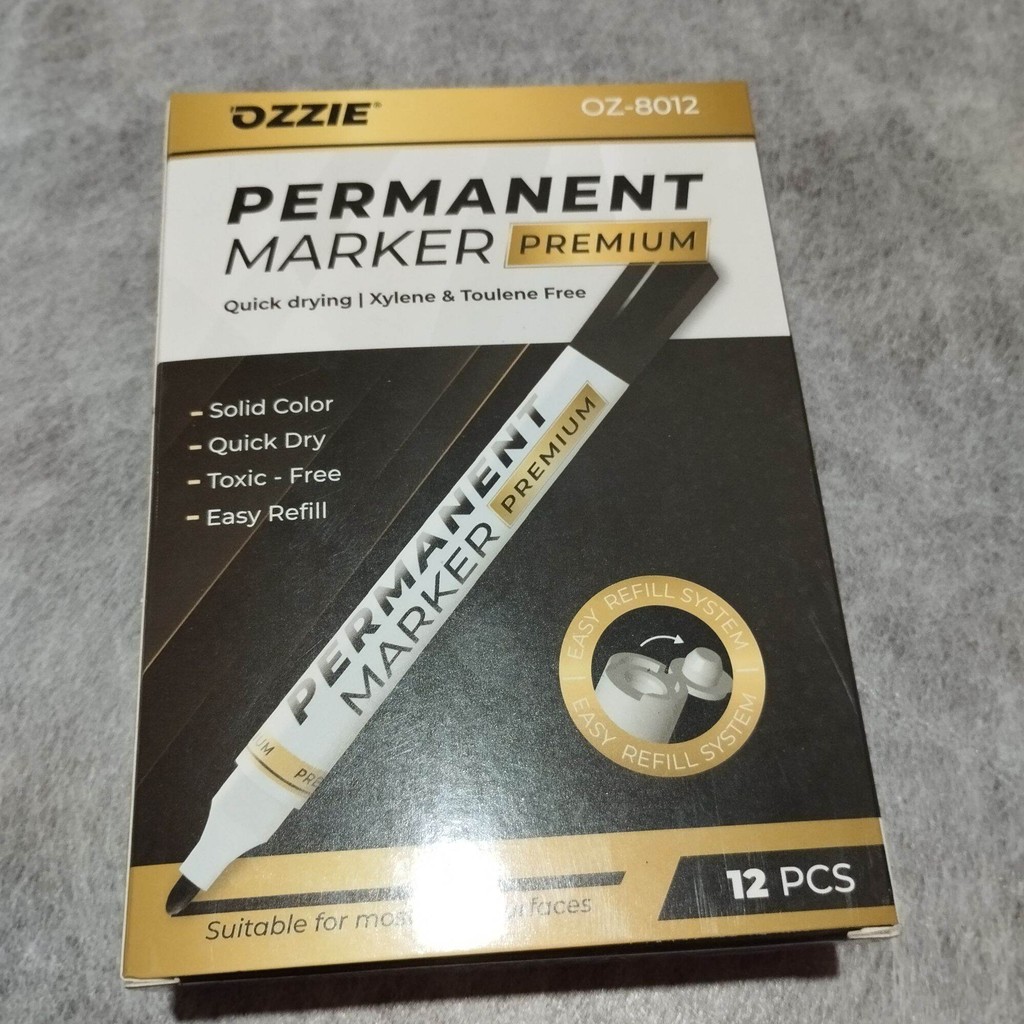 OZZIE®
OZ-8012
PERMANENT
MARKER PREMIUM
Quick drying | Xylene & Toulene Free
- Solid Color
- Quick Dry
- Toxic - Free
- Easy Refill
PERMANENT
MARKER PREMIUM
EASY REFILL SYSTEM
EASY REFILL SYSTEM
12 PCS
Suitable for